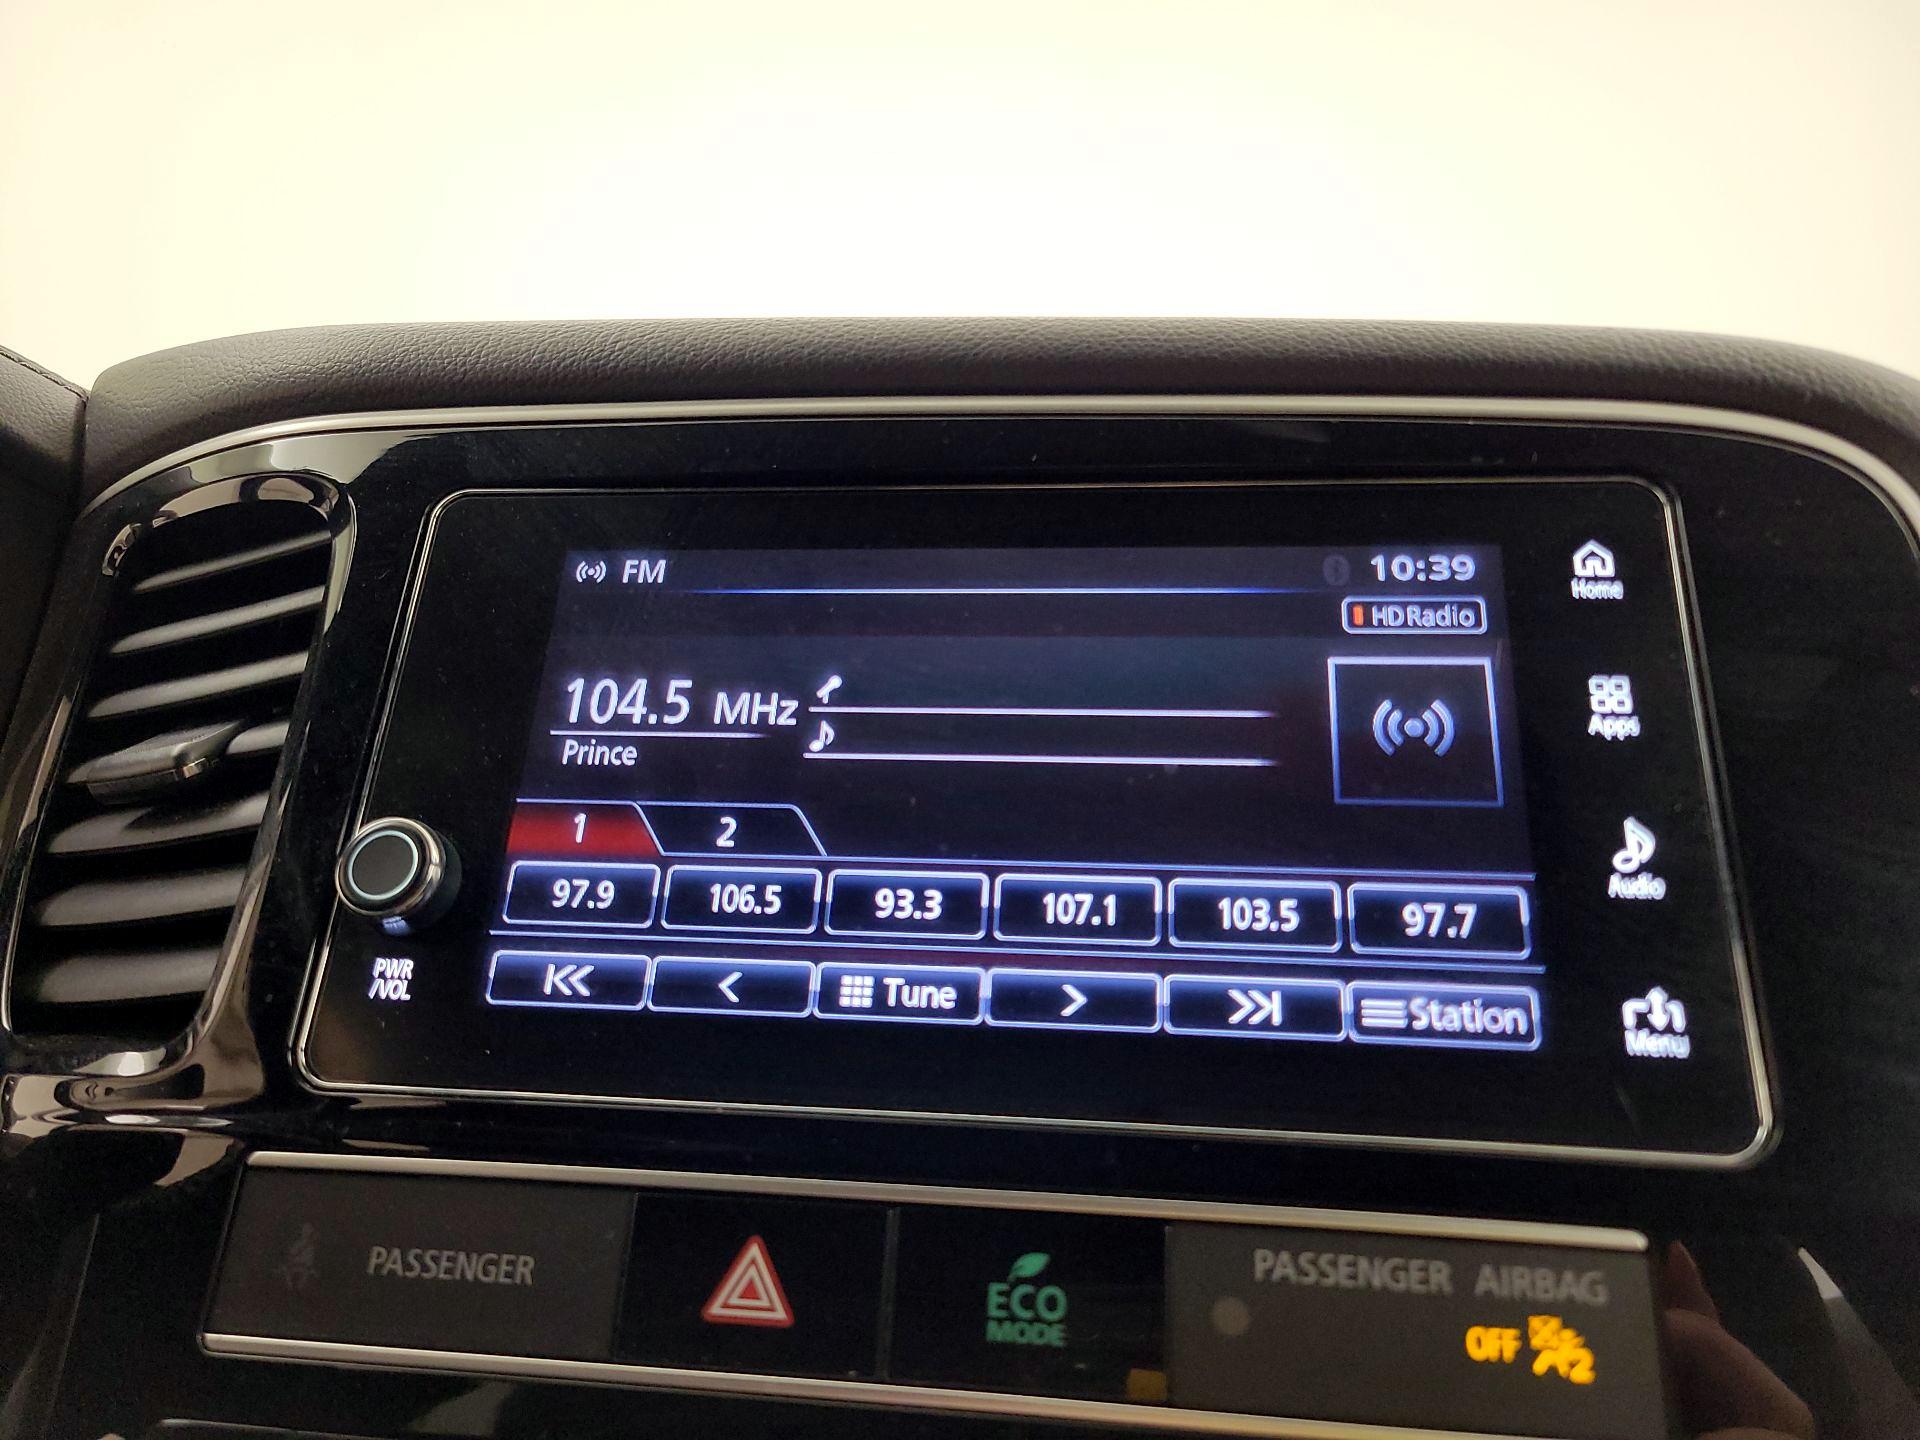 FM
10:39
HD Radio
Home
104.5 MHz
Prince
Apps
1
2
Audio
97.9
106.5
93.3
107.1
103.5
97.7
PWR
/VOL
Tune
Station
Menu
PASSENGER
ECO
MODE
PASSENGER AIRBAG
OFF
2